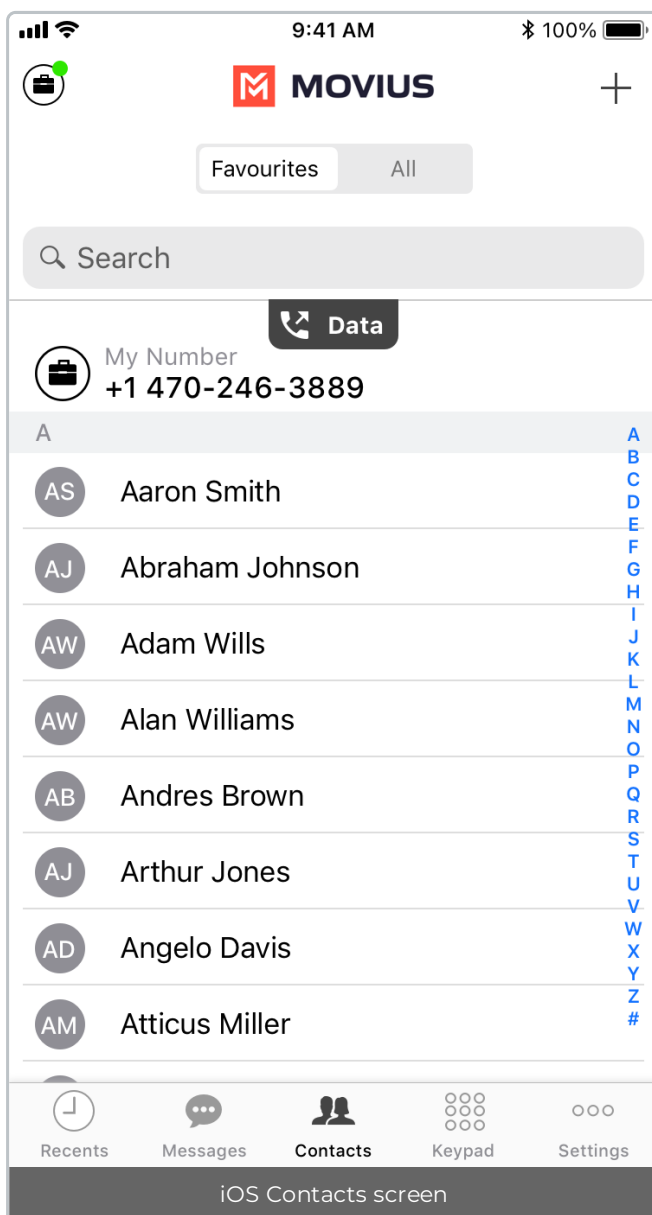 9:41 AM
100%
MOVIUS
Favourites All
Search
Data
My Number
+1 470-246-3889
A
AS Aaron Smith
AJ Abraham Johnson
AW Adam Wills
AW Alan Williams
AB Andres Brown
AJ Arthur Jones
AD Angelo Davis
AM Atticus Miller
A
B
C
D
E
F
G
H
I
J
K
L
M
N
O
P
Q
R
S
T
U
V
W
X
Y
Z
#
Recents Messages Contacts Keypad Settings
iOS Contacts screen